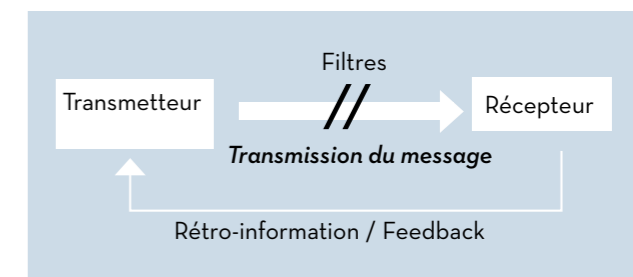 Filtres
Transmetteur
Récepteur
Transmission du message
Rétro-information / Feedback